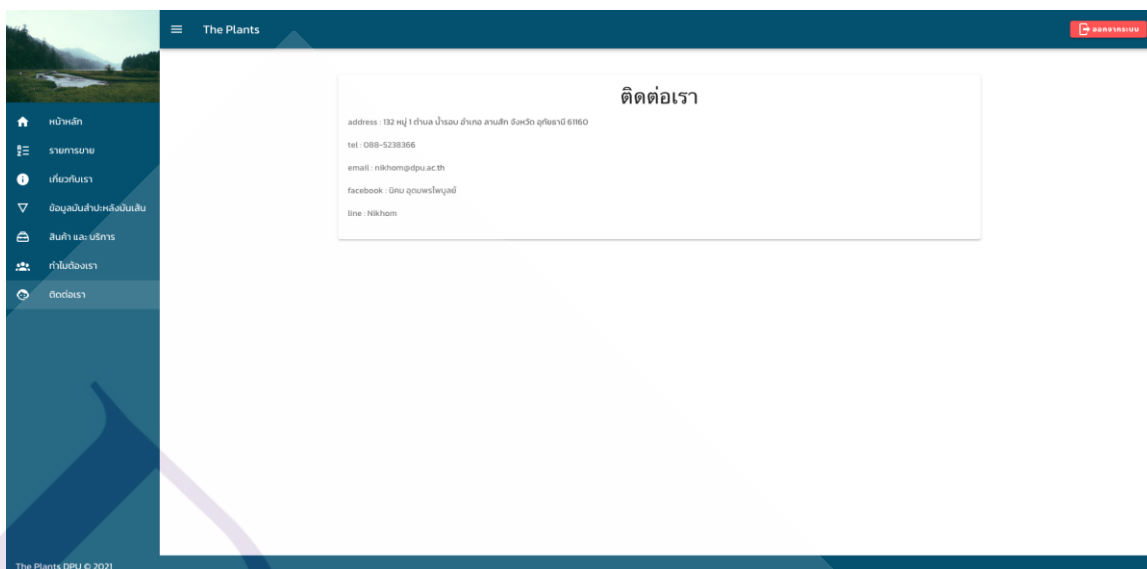 The Plants
ออกจากระบบ
หน้าหลัก
รายการขาย
เกี่ยวกับเรา
ข้อมูลมันสำปะหลังมันเส้น
สินค้า และ บริการ
ทำไมต้องเรา
ติดต่อเรา
ติดต่อเรา
address : 132 หมู่ 1 ตำบล น้ำรอบ อำเภอ ลานสัก จังหวัด อุทัยธานี 61160
tel : 088-5238366
email : nikhom@dpu.ac.th
facebook : นิคม อุดมพรไพบูลย์
line : Nikhom
The Plants DPU © 2021